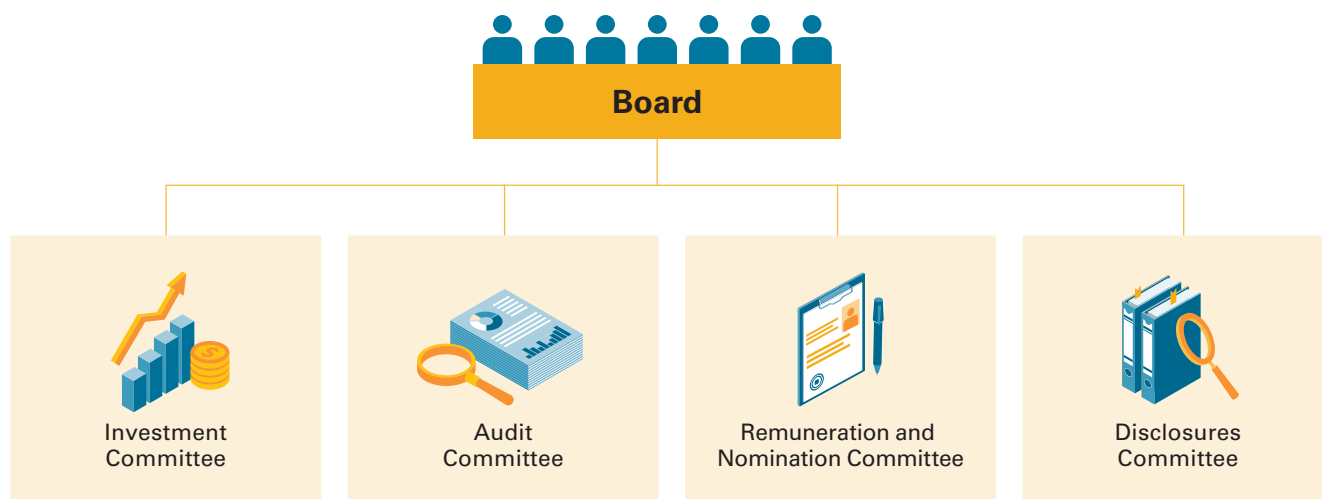 Board
Investment
Committee
Audit
Committee
Remuneration and
Nomination Committee
Disclosures
Committee